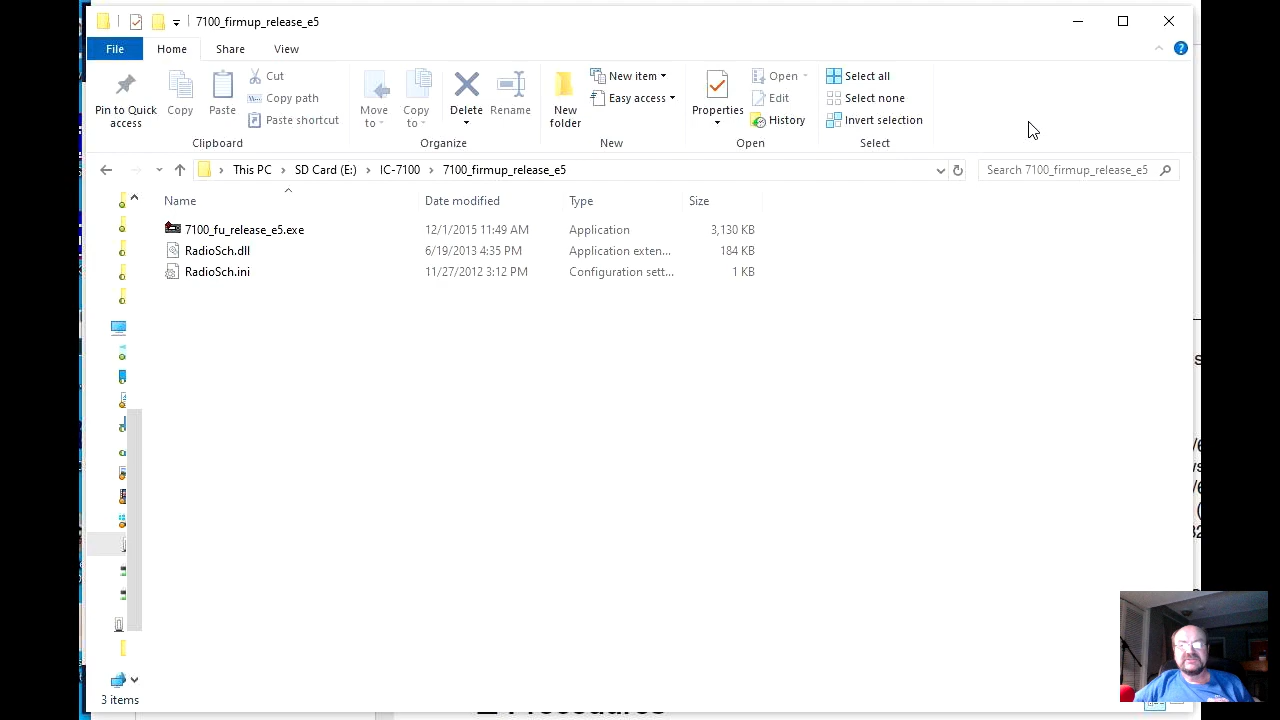 7100_firmup_release_e5
File Home Share View
Pin to Quick access
Copy
Paste
Cut
Copy path
Paste shortcut
Clipboard
Move to
Copy to
Delete
Rename
Organize
New folder
New item
Easy access
New
Properties
Open
Edit
History
Open
Select all
Select none
Invert selection
Select
This PC > SD Card (E:) > IC-7100 > 7100_firmup_release_e5
Search 7100_firmup_release_e5
Name Date modified Type Size
7100_fu_release_e5.exe 12/1/2015 11:49 AM Application 3,130 KB
RadioSch.dll 6/19/2013 4:35 PM Application exten... 184 KB
RadioSch.ini 11/27/2012 3:12 PM Configuration sett... 1 KB
3 items